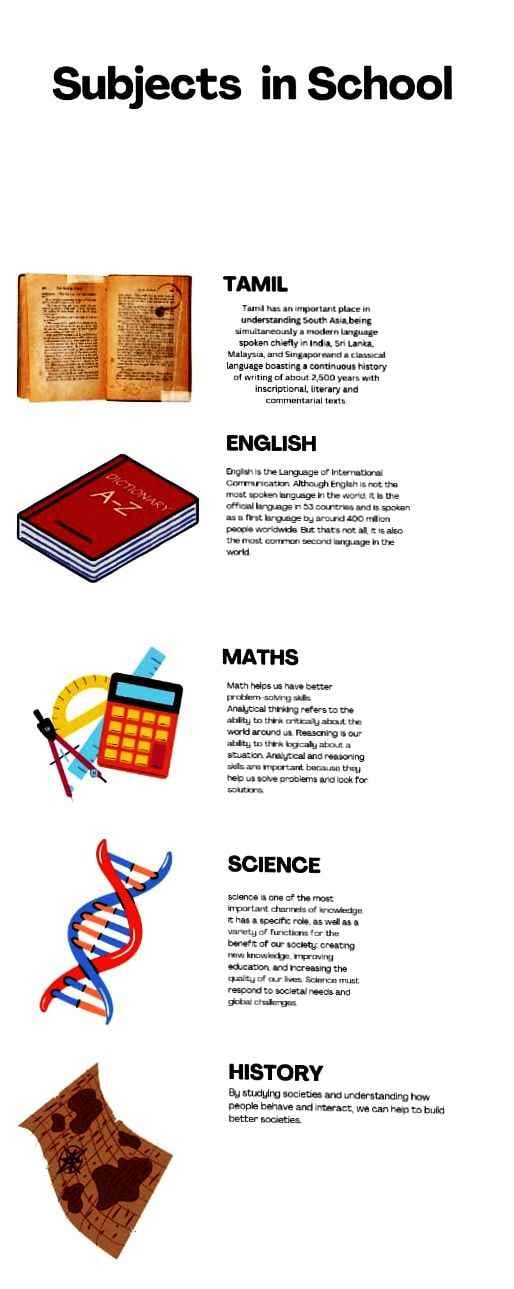 Subjects in School
TAMIL
Tamil has an important place in
understanding South Asia,being
simultaneously a modern language
spoken chiefly in India, Sri Lanka,
Malaysia, and Singaporeand a classical
language boasting a continuous history
of writing of about 2,500 years with
inscriptional, literary and
commentarial texts
ENGLISH
DICTIONARY
A-Z
English is the Language of International
Communication. Although English is not the
most spoken language in the world, it is the
official language in 53 countries and is spoken
as a first language by around 400 million
people worldwide. But that's not all, it is also
the most common second language in the
world.
MATHS
Math helps us have better
problem-solving skills.
Analytical thinking refers to the
ability to think critically about the
world around us. Reasoning is our
ability to think logically about a
situation. Analytical and reasoning
skills are important because they
help us solve problems and look for
solutions.
SCIENCE
science is one of the most
important channels of knowledge.
It has a specific role, as well as a
variety of functions for the
benefit of our society: creating
new knowledge, improving
education, and increasing the
quality of our lives. Science must
respond to societal needs and
global challenges.
HISTORY
By studying societies and understanding how
people behave and interact, we can help to build
better societies.